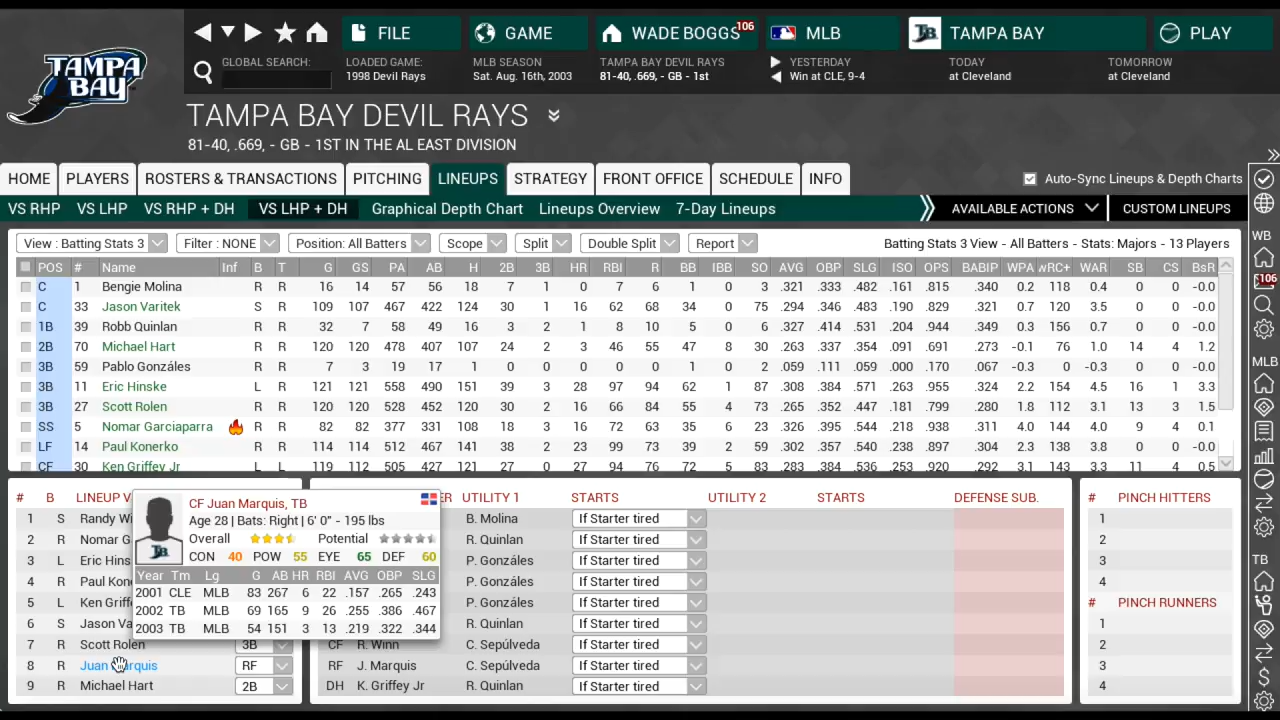 TAMPA BAY
FILE GAME WADE BOGGS 106 MLB TAMPA BAY PLAY
GLOBAL SEARCH: LOADED GAME: MLB SEASON TAMPA BAY DEVIL RAYS YESTERDAY TODAY TOMORROW
1998 Devil Rays Sat. Aug. 16th, 2003 81-40, .669, - GB - 1st Win at CLE, 9-4 at Cleveland at Cleveland
TAMPA BAY DEVIL RAYS
81-40, .669, - GB - 1ST IN THE AL EAST DIVISION
HOME PLAYERS ROSTERS & TRANSACTIONS PITCHING LINEUPS STRATEGY FRONT OFFICE SCHEDULE INFO Auto-Sync Lineups & Depth Charts
VS RHP VS LHP VS RHP + DH VS LHP + DH Graphical Depth Chart Lineups Overview 7-Day Lineups AVAILABLE ACTIONS CUSTOM LINEUPS
View : Batting Stats 3 Filter : NONE Position: All Batters Scope Split Double Split Report Batting Stats 3 View - All Batters - Stats: Majors - 13 Players
POS # Name Inf B T G GS PA AB H 2B 3B HR RBI R BB IBB SO AVG OBP SLG ISO OPS BABIP WPA wRC+ WAR SB CS BsR
C 1 Bengie Molina R R 16 14 57 56 18 7 1 0 7 6 1 0 3 .321 .333 .482 .161 .815 .340 0.2 118 0.4 0 0 -0.0
C 33 Jason Varitek S R 109 107 467 422 124 30 1 16 62 68 34 0 75 .294 .346 .483 .190 .829 .321 0.7 120 3.5 0 0 -0.0
1B 39 Robb Quinlan R R 32 7 58 49 16 3 2 1 8 10 5 0 6 .327 .414 .531 .204 .944 .349 0.3 156 0.7 0 0 -0.0
2B 70 Michael Hart R R 120 120 478 407 107 24 2 3 46 55 47 8 30 .263 .337 .354 .091 .691 .273 -0.1 76 1.0 14 4 1.2
3B 59 Pablo Gonzáles R R 7 3 19 17 1 0 0 0 0 0 1 0 2 .059 .111 .059 .000 .170 .067 -0.3 0 -0.3 0 0 -0.0
3B 11 Eric Hinske L R 121 121 558 490 151 39 3 28 97 94 62 1 87 .308 .384 .571 .263 .955 .324 2.2 154 4.5 16 1 3.3
3B 27 Scott Rolen R R 120 120 528 452 120 30 2 16 66 84 55 4 73 .265 .352 .447 .181 .799 .280 1.8 112 3.1 13 3 1.5
SS 5 Nomar Garciaparra R R 82 82 377 331 108 18 3 16 72 63 35 6 23 .326 .395 .544 .218 .938 .311 4.0 144 4.0 9 4 0.1
LF 14 Paul Konerko R R 114 114 512 467 141 38 2 23 99 73 39 2 59 .302 .357 .540 .238 .897 .304 2.3 138 3.8 0 0 -0.0
CF 30 Ken Griffey Jr L L 119 112 505 427 121 27 0 27 94 76 72 5 83 .283 .384 .536 .253 .920 .292 3.1 143 3.3 11 4 0.5
# B LINEUP V
1 S Randy Wi
2 R Nomar G
3 L Eric Hins
4 R Paul Kon
5 L Ken Griff
6 S Jason Va
7 R Scott Rolen 3B
8 R Juan Marquis RF
9 R Michael Hart 2B
CF Juan Marquis, TB
Age 28 | Bats: Right | 6' 0" - 195 lbs
Overall Potential
CON 40 POW 55 EYE 65 DEF 60
Year Tm Lg G AB HR RBI AVG OBP SLG
2001 CLE MLB 83 267 6 22 .157 .265 .243
2002 TB MLB 69 165 9 26 .255 .386 .467
2003 TB MLB 54 151 3 13 .219 .322 .344
ER UTILITY 1 STARTS UTILITY 2 STARTS DEFENSE SUB.
B. Molina If Starter tired
R. Quinlan If Starter tired
P. Gonzáles If Starter tired
P. Gonzáles If Starter tired
P. Gonzáles If Starter tired
R. Quinlan If Starter tired
CF R. Winn C. Sepúlveda If Starter tired
RF J. Marquis C. Sepúlveda If Starter tired
DH K. Griffey Jr R. Quinlan If Starter tired
# PINCH HITTERS
1
2
3
4
# PINCH RUNNERS
1
2
3
4
WB
106
MLB
TB